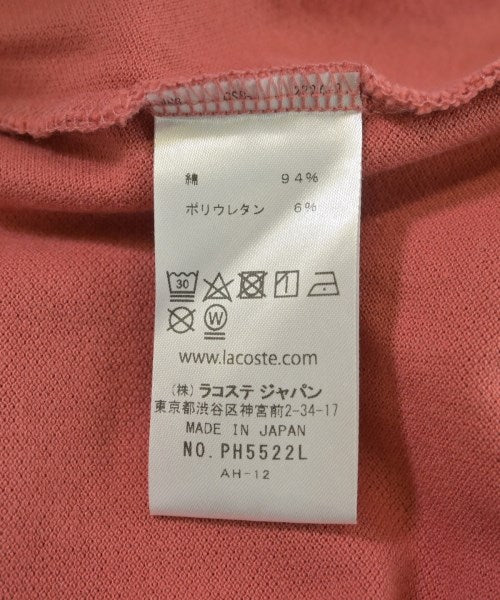 綿 94%
ポリウレタン 6%
30
W
www.lacoste.com
(株) ラコステ ジャパン
東京都渋谷区神宮前2-34-17
MADE IN JAPAN
NO. PH5522L
AH-12